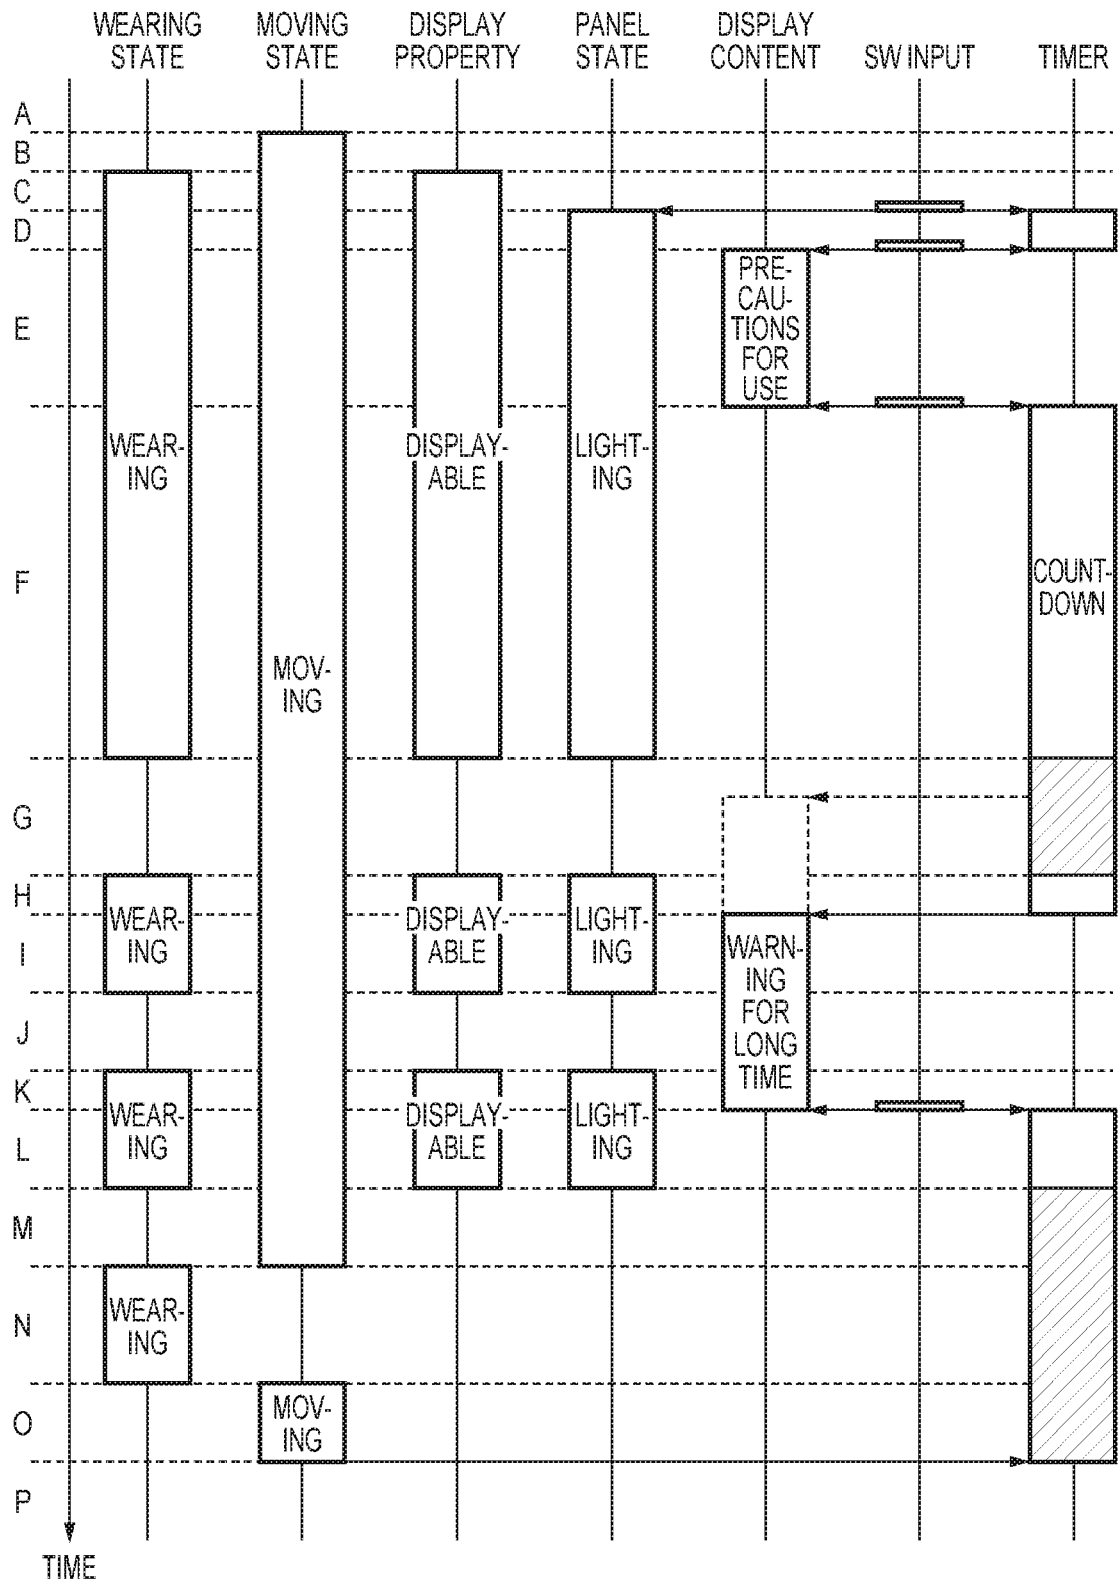 WEARING STATE
MOVING STATE
DISPLAY PROPERTY
PANEL STATE
DISPLAY CONTENT
SW INPUT
TIMER
A
B
C
D
E
PRE-
CAU-
TIONS
FOR
USE
WEAR-
ING
DISPLAY-
ABLE
LIGHT-
ING
F
COUNT-
DOWN
MOV-
ING
G
H
WEAR-
ING
DISPLAY-
ABLE
LIGHT-
ING
I
WARN-
ING
FOR
LONG
TIME
J
K
WEAR-
ING
DISPLAY-
ABLE
LIGHT-
ING
L
M
WEAR-
ING
N
MOV-
ING
O
P
TIME